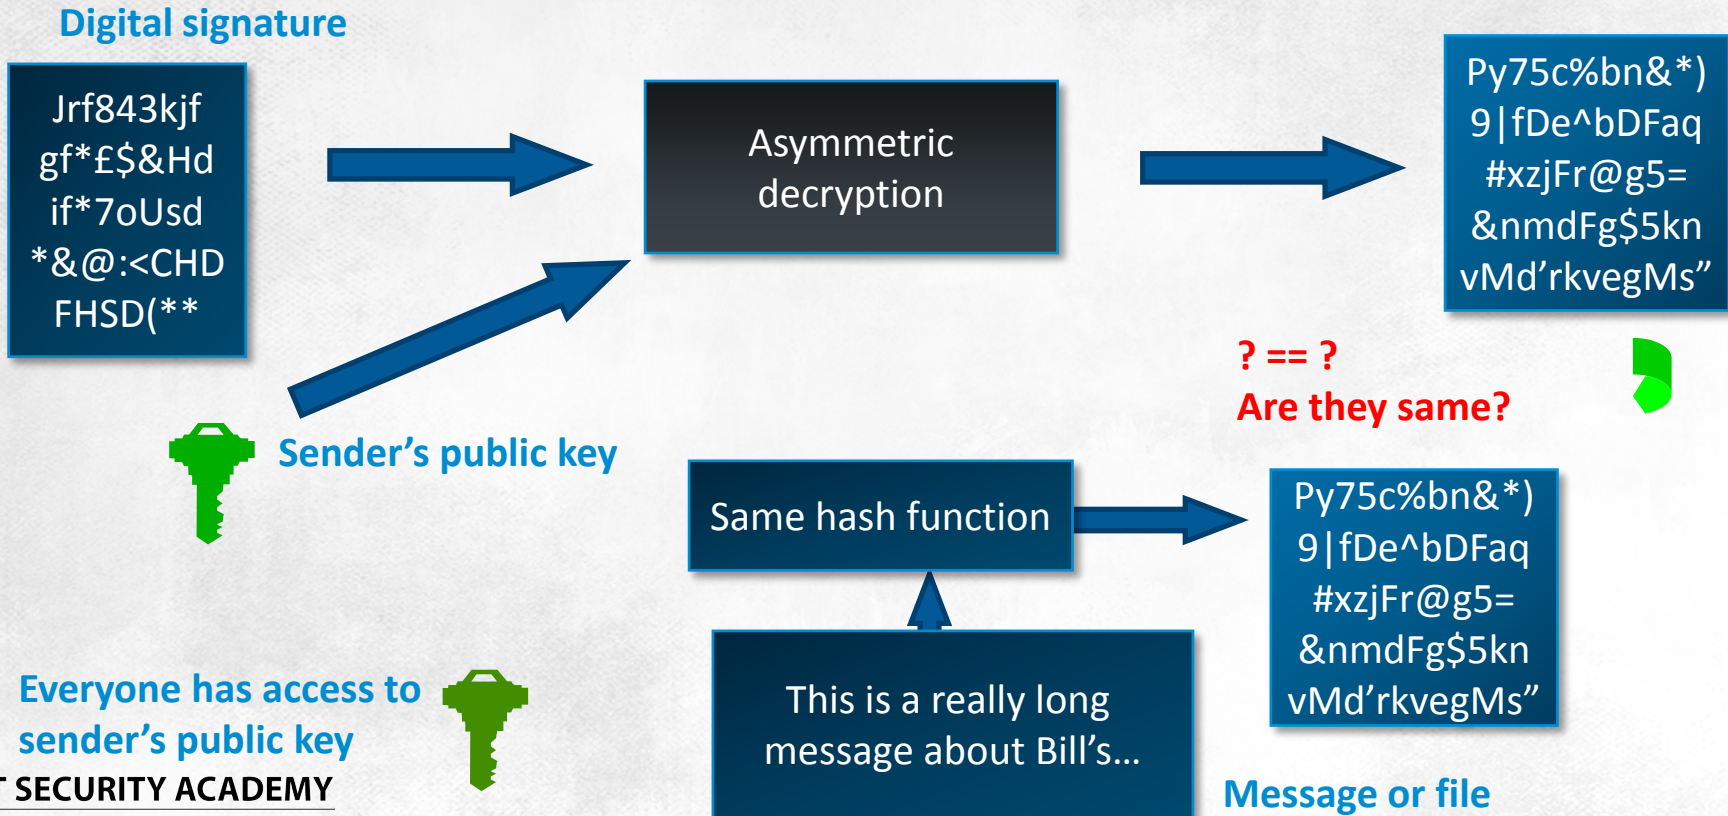 Digital signature
Jrf843kjf
gf*£$&Hd
if*7oUsd
*&@:<CHD
FHSD(**
Asymmetric
decryption
Py75c%bn&*)
9|fDe^bDFaq
#xzjFr@g5=
&nmdFg$5kn
vMd’rkvegMs”
? == ?
Are they same?
Sender’s public key
Same hash function
Py75c%bn&*)
9|fDe^bDFaq
#xzjFr@g5=
&nmdFg$5kn
vMd’rkvegMs”
This is a really long
message about Bill’s…
Everyone has access to
sender’s public key
T SECURITY ACADEMY
Message or file